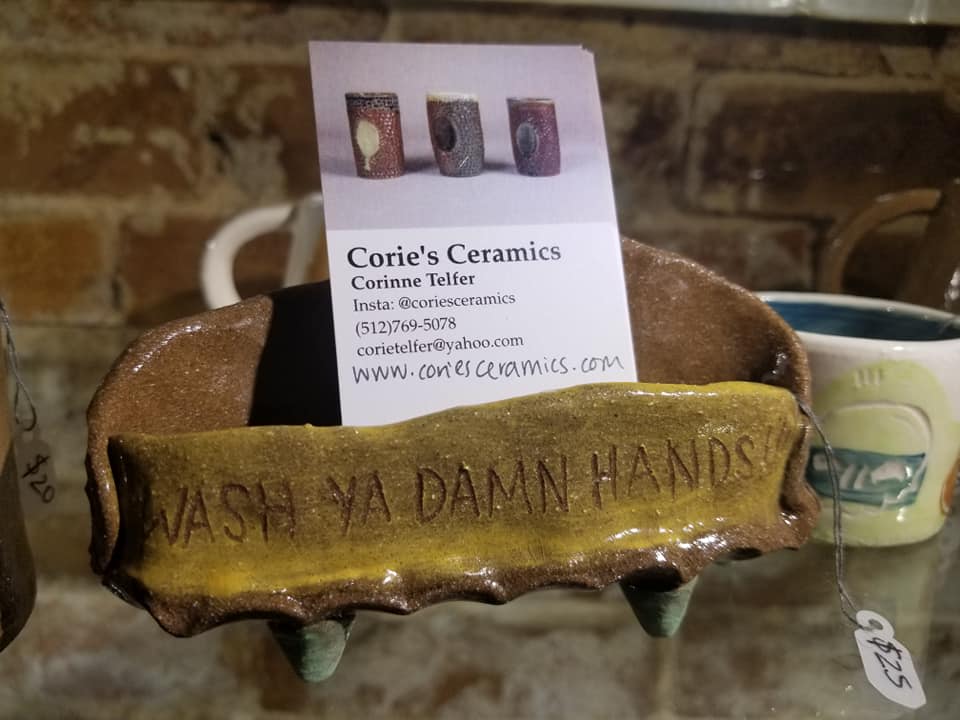 Corie's Ceramics
Corinne Telfer
Insta: @coriesceramics
(512)769-5078
corietelfer@yahoo.com
www.coriesceramics.com
WASH YA DAMN HANDS!!
$20
$25